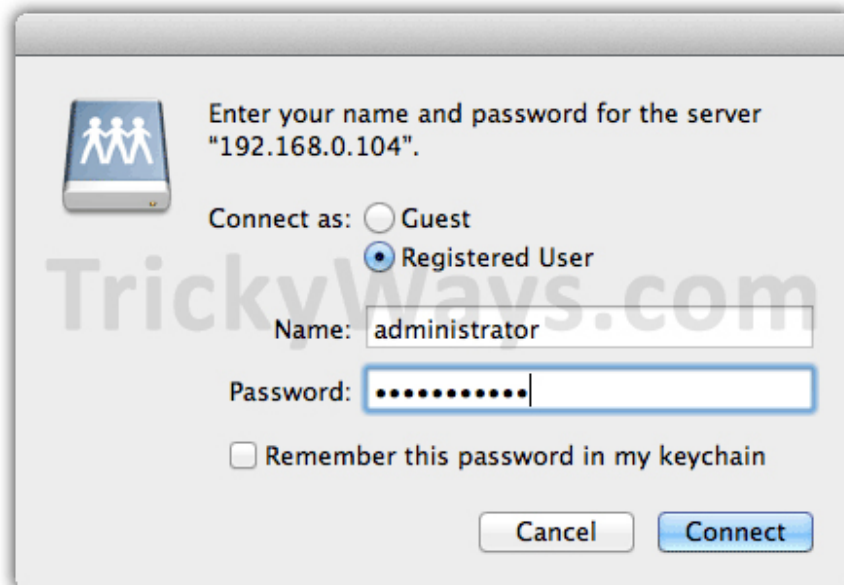 Enter your name and password for the server
“192.168.0.104”.
Connect as: Guest
Registered User
TrickyWays.com
Name: administrator
Password: •••••••••••
Remember this password in my keychain
Cancel Connect